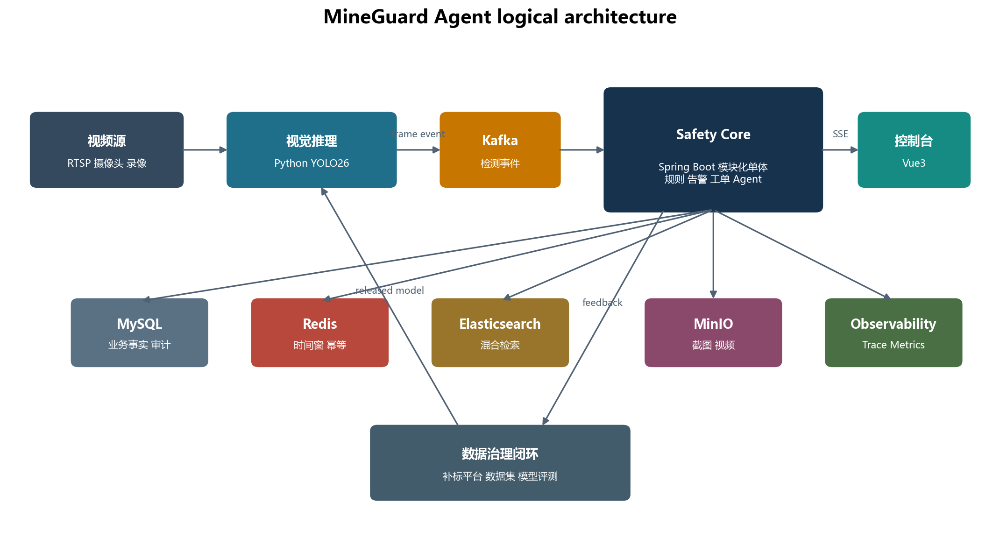 MineGuard Agent logical architecture
视频源
RTSP 摄像头 录像
视觉推理
Python YOLO26
frame event
Kafka
检测事件
Safety Core
Spring Boot 模块化单体
规则 告警 工单 Agent
SSE
控制台
Vue3
released model
feedback
MySQL
业务事实 审计
Redis
时间窗 幂等
Elasticsearch
混合检索
MinIO
截图 视频
Observability
Trace Metrics
数据治理闭环
补标平台 数据集 模型评测